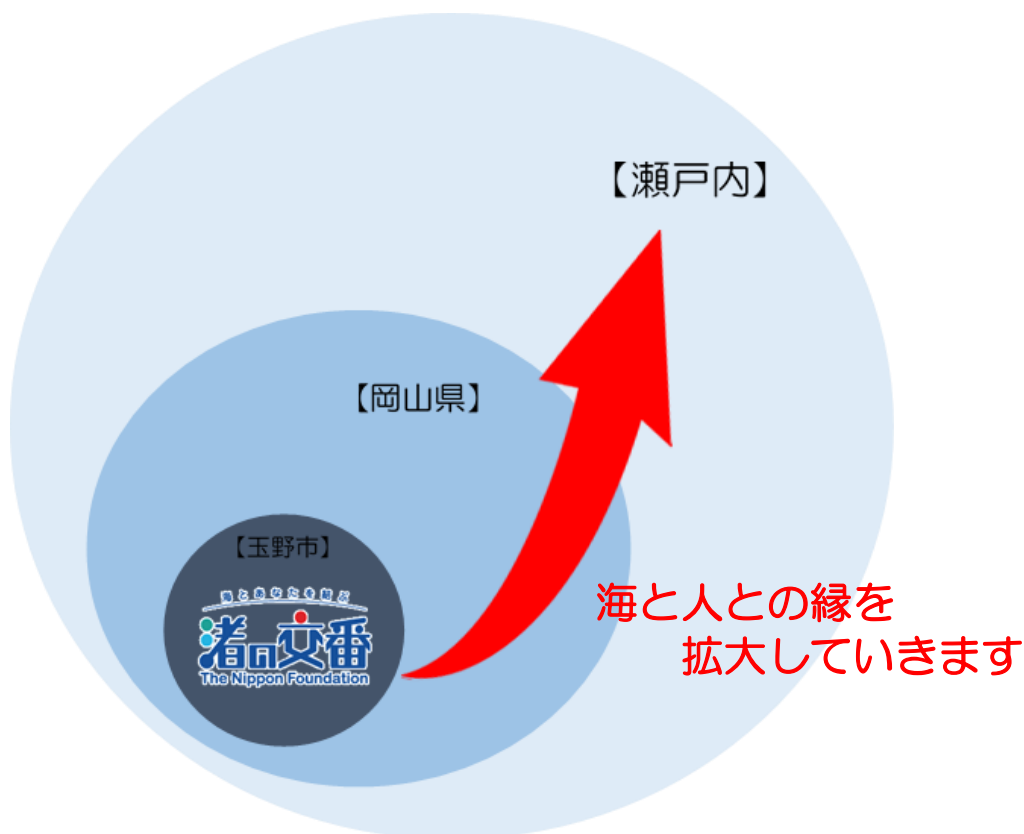 【瀬戸内】
【岡山県】
【玉野市】
海とあなたを結ぶ
渚の交番
The Nippon Foundation
海と人との縁を
拡大していきます